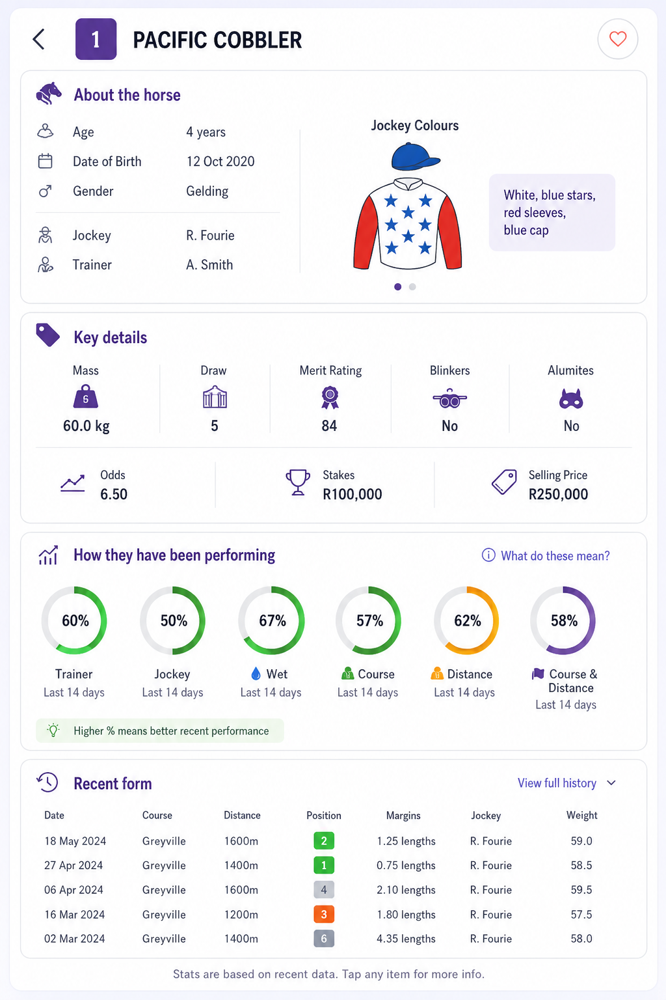 1 PACIFIC COBBLER
About the horse
Age 4 years
Date of Birth 12 Oct 2020
Gender Gelding
Jockey R. Fourie
Trainer A. Smith
Jockey Colours
White, blue stars,
red sleeves,
blue cap
Key details
Mass Draw Merit Rating Blinkers Alumites
6
60.0 kg 5 84 No No
Odds Stakes Selling Price
6.50 R100,000 R250,000
How they have been performing What do these mean?
60% 50% 67% 57% 62% 58%
Trainer Jockey Wet Course Distance Course &
Distance
Last 14 days Last 14 days Last 14 days Last 14 days Last 14 days Last 14 days
Higher % means better recent performance
Recent form View full history
Date Course Distance Position Margins Jockey Weight
18 May 2024 Greyville 1600m 2 1.25 lengths R. Fourie 59.0
27 Apr 2024 Greyville 1400m 1 0.75 lengths R. Fourie 58.5
06 Apr 2024 Greyville 1600m 4 2.10 lengths R. Fourie 59.5
16 Mar 2024 Greyville 1200m 3 1.80 lengths R. Fourie 57.5
02 Mar 2024 Greyville 1400m 6 4.35 lengths R. Fourie 58.0
Stats are based on recent data. Tap any item for more info.